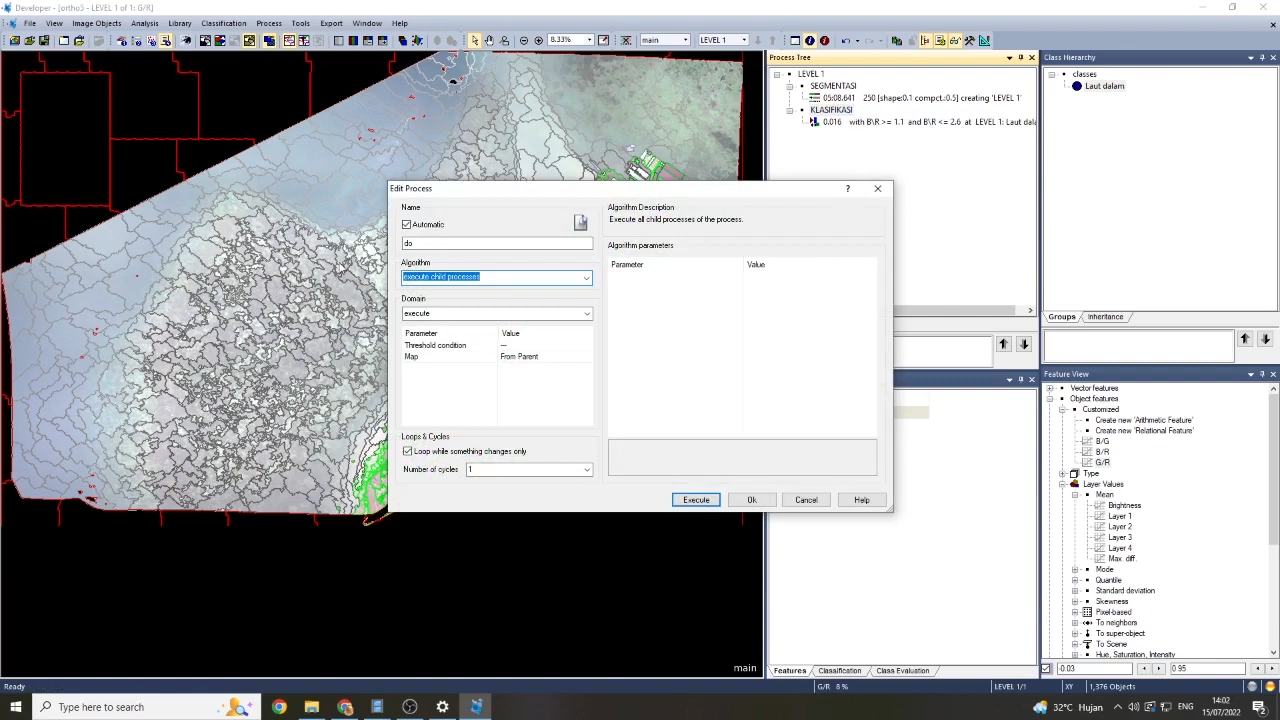 Developer - [ortho5 - LEVEL 1 of 1: G/R]
File View Image Objects Analysis Library Classification Process Tools Export Window Help
8.33% main LEVEL 1
Process Tree
LEVEL 1
SEGMENTASI
05:08.641 250 [shape:0.1 compct.:0.5] creating 'LEVEL 1'
KLASIFIKASI
0.016 with B\R >= 1.1 and B\R <= 2.6 at LEVEL 1: Laut dala
Class Hierarchy
classes
Laut dalam
Groups Inheritance
Edit Process
Name
Automatic
do
Algorithm
execute child processes
Domain
execute
Parameter Value
Threshold condition ---
Map From Parent
Loops & Cycles
Loop while something changes only
Number of cycles 1
Algorithm Description
Execute all child processes of the process.
Algorithm parameters
Parameter Value
Execute Ok Cancel Help
Feature View
Vector features
Object features
Customized
Create new 'Arithmetic Feature'
Create new 'Relational Feature'
B/G
B/R
G/R
Type
Layer Values
Mean
Brightness
Layer 1
Layer 2
Layer 3
Layer 4
Max. diff.
Mode
Quantile
Standard deviation
Skewness
Pixel-based
To neighbors
To super-object
To Scene
Hue, Saturation, Intensity
-0.03 0.95
main
Features Classification Class Evaluation
Ready G/R 8 % LEVEL 1/1 XY 1,376 Objects
Type here to search
32°C Hujan ENG 14:02 15/07/2022 2